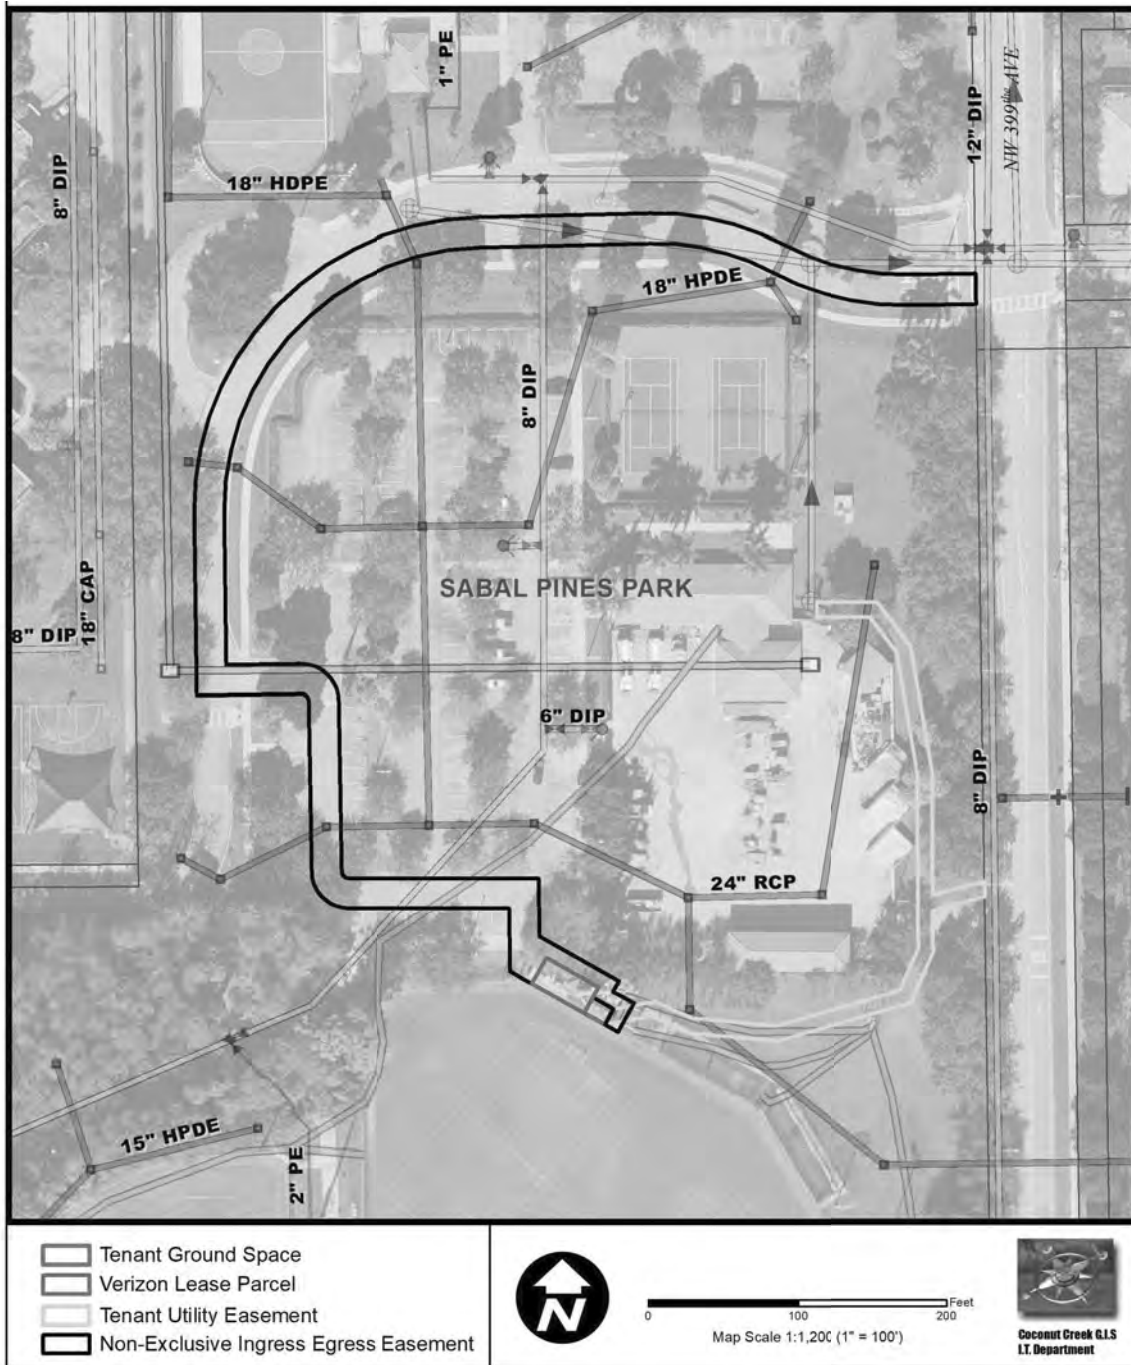 1" PE
12" DIP
NW 39th AVE
8" DIP
18" HDPE
18" HPDE
8" DIP
SABAL PINES PARK
18" CAP
8" DIP
6" DIP
8" DIP
24" RCP
15" HPDE
2" PE
Tenant Ground Space
Verizon Lease Parcel
Tenant Utility Easement
Non-Exclusive Ingress Egress Easement
N
0 100 200 Feet
Map Scale 1:1,200 (1" = 100')
Coconut Creek G.I.S
I.T. Department